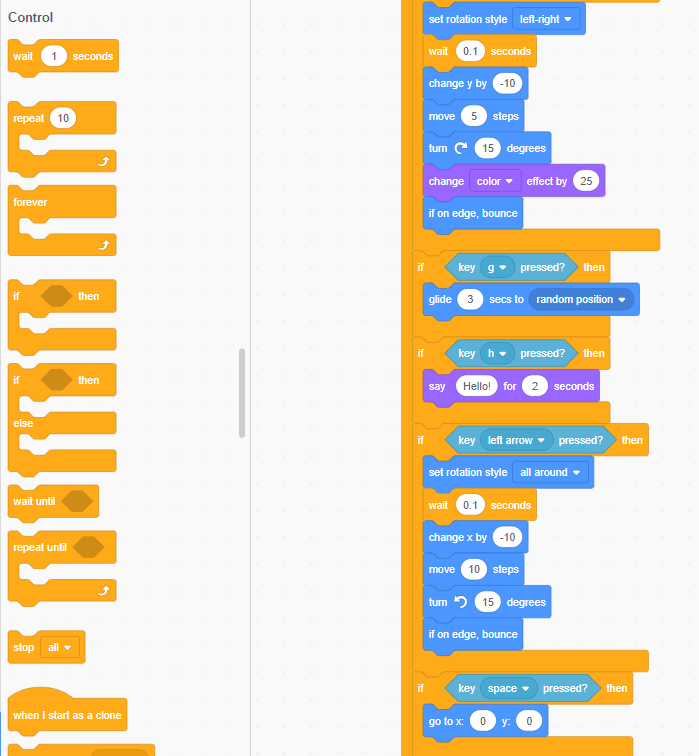 Control
wait 1 seconds
repeat 10
forever
if then
if then
else
wait until
repeat until
stop all
when I start as a clone
set rotation style left-right
wait 0.1 seconds
change y by -10
move 5 steps
turn 15 degrees
change color effect by 25
if on edge, bounce
if key g pressed? then
glide 3 secs to random position
if key h pressed? then
say Hello! for 2 seconds
if key left arrow pressed? then
set rotation style all around
wait 0.1 seconds
change x by -10
move 10 steps
turn 15 degrees
if on edge, bounce
if key space pressed? then
go to x: 0 y: 0